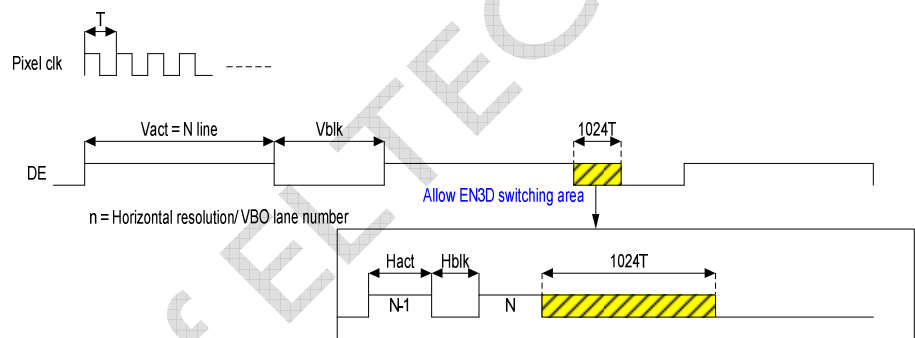 T
Pixel clk
Vact = N line
Vblk
1024T
DE
Allow EN3D switching area
n = Horizontal resolution/ VBO lane number
Hact
Hblk
1024T
N-1
N
f ELTEC